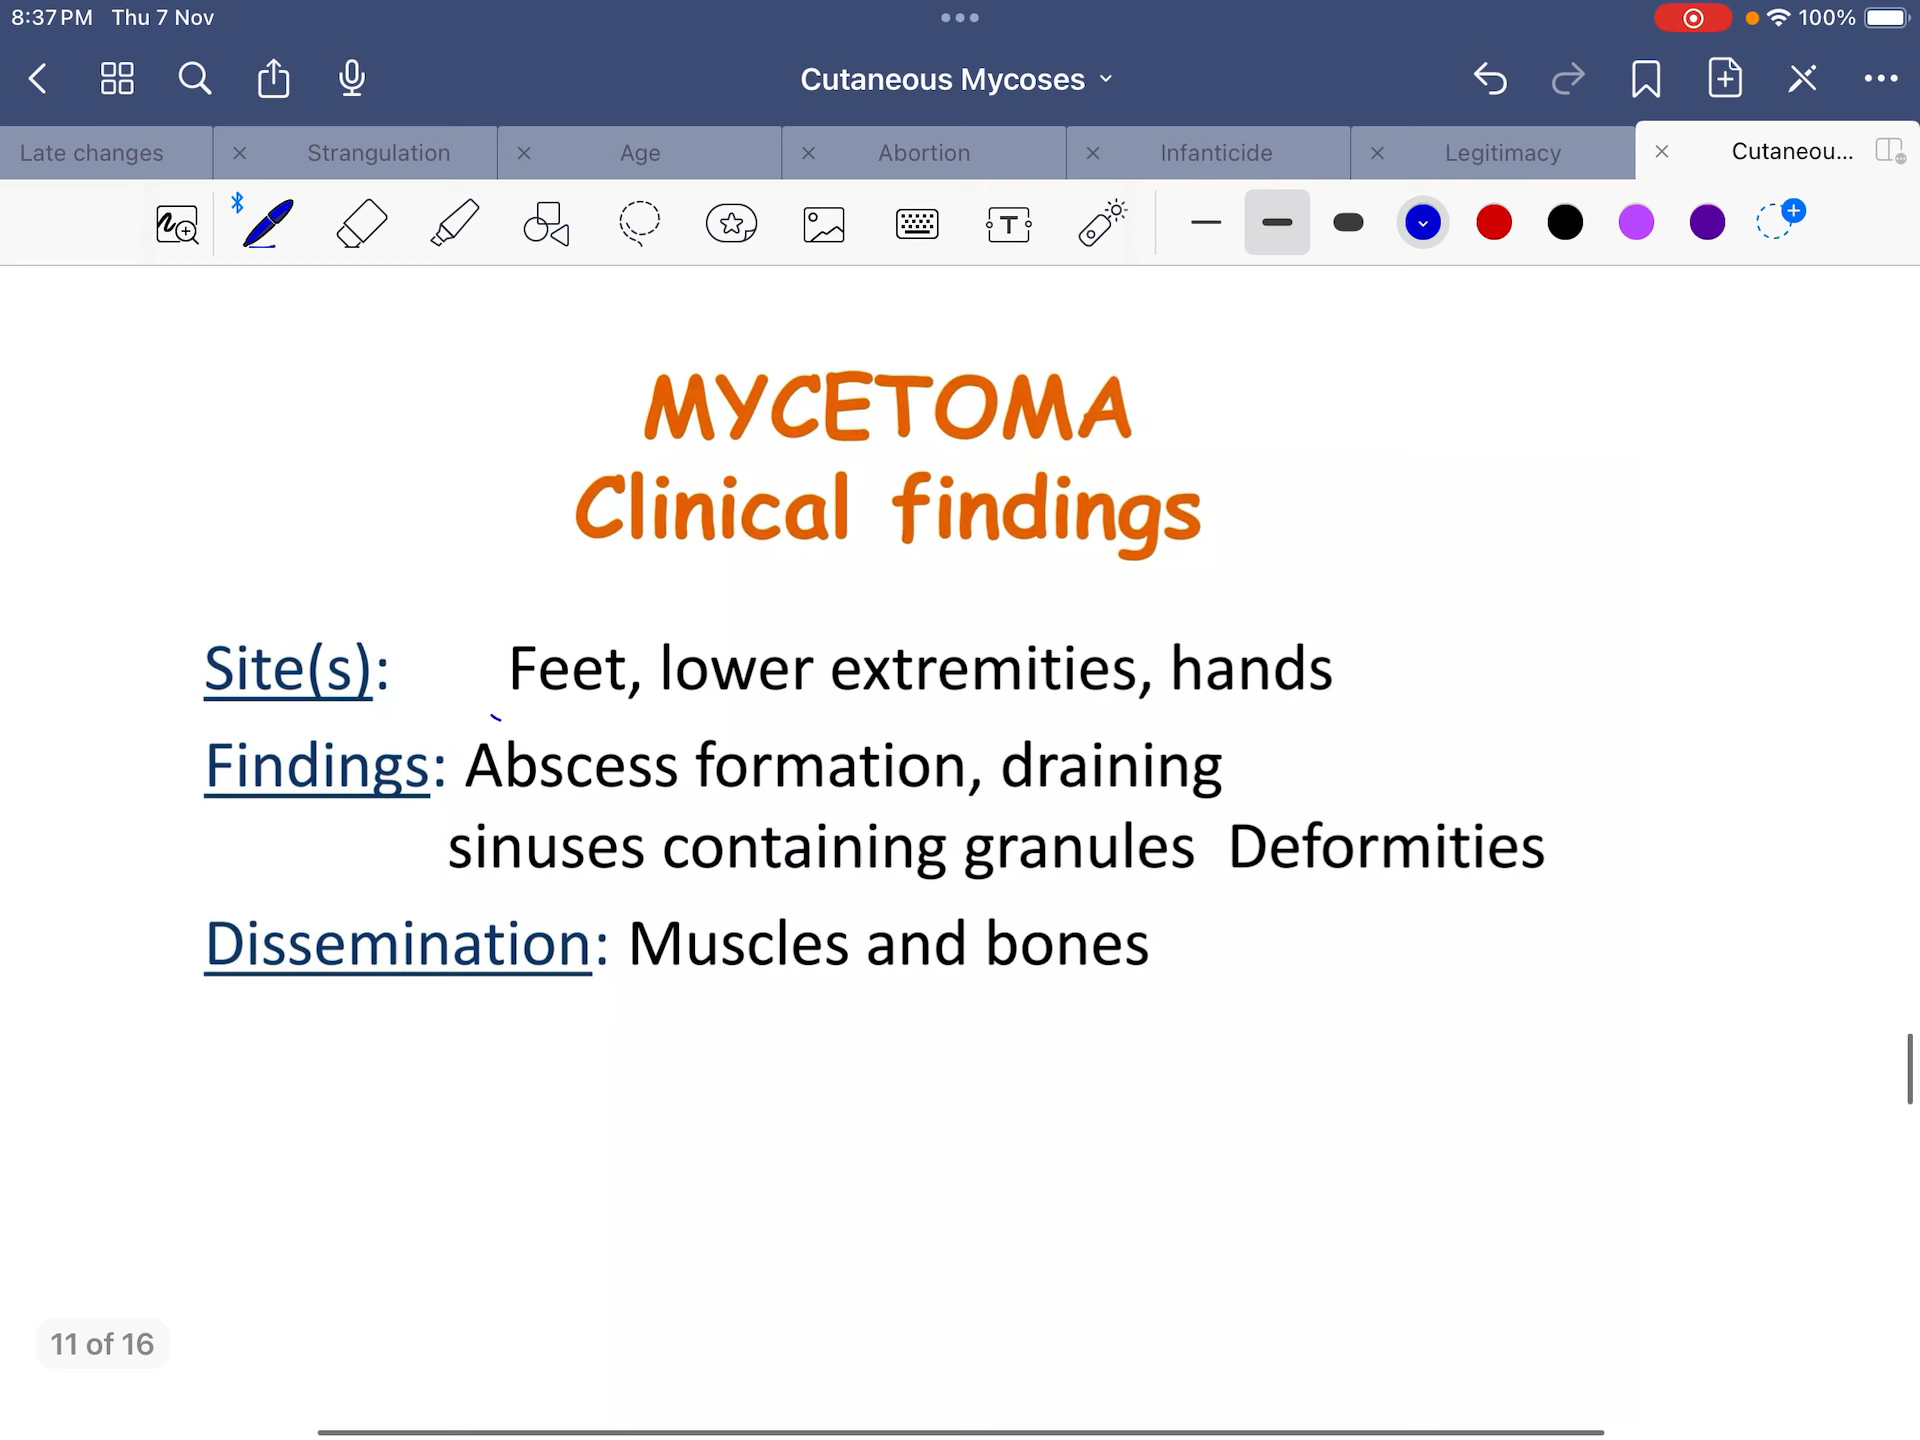 8:37 PM Thu 7 Nov
100%
Cutaneous Mycoses
Late changes
Strangulation
Age
Abortion
Infanticide
Legitimacy
Cutaneou...
T
MYCETOMA
Clinical findings
Site(s): Feet, lower extremities, hands
Findings: Abscess formation, draining
sinuses containing granules Deformities
Dissemination: Muscles and bones
11 of 16